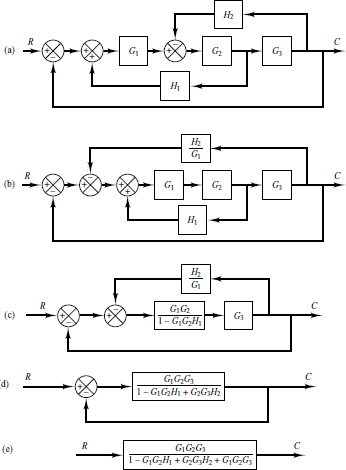 H₂
(a) R + − + + G₁ − + G₂ G₃ C
H₁
H₂/G₁
(b) R + − − + + + G₁ G₂ G₃ C
H₁
H₂/G₁
(c) R + − − + G₁G₂/1 − G₁G₂H₁ G₃ C
(d) R + − G₁G₂G₃/1 − G₁G₂H₁ + G₂G₃H₂ C
(e) R G₁G₂G₃/1 − G₁G₂H₁ + G₂G₃H₂ + G₁G₂G₃ C